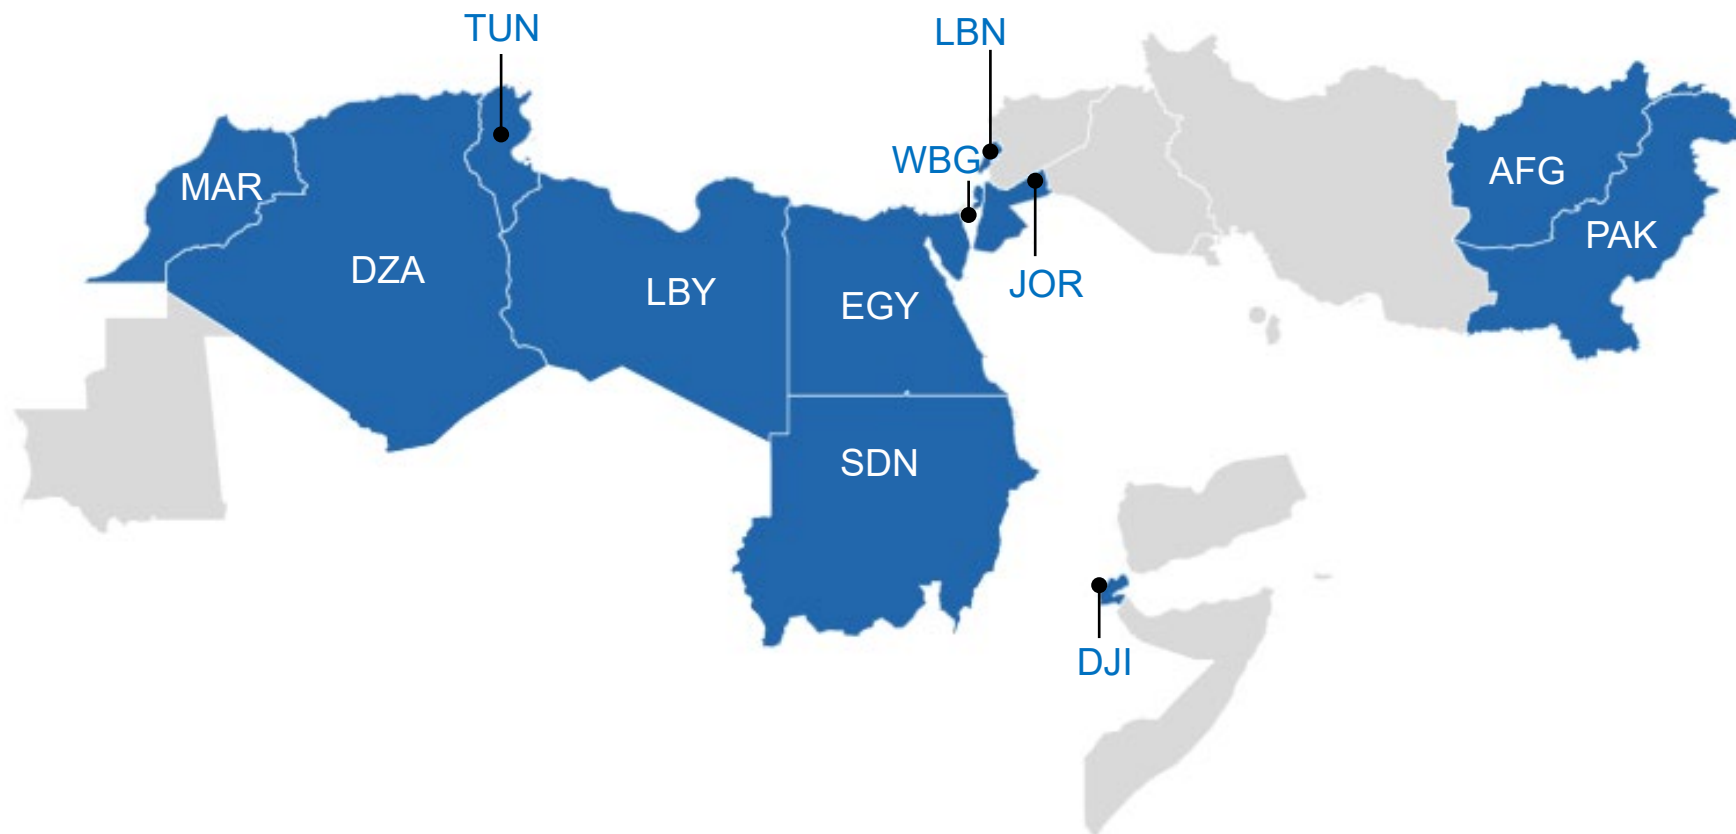 TUN
LBN
WBG
MAR
AFG
PAK
DZA
LBY
EGY
JOR
SDN
DJI